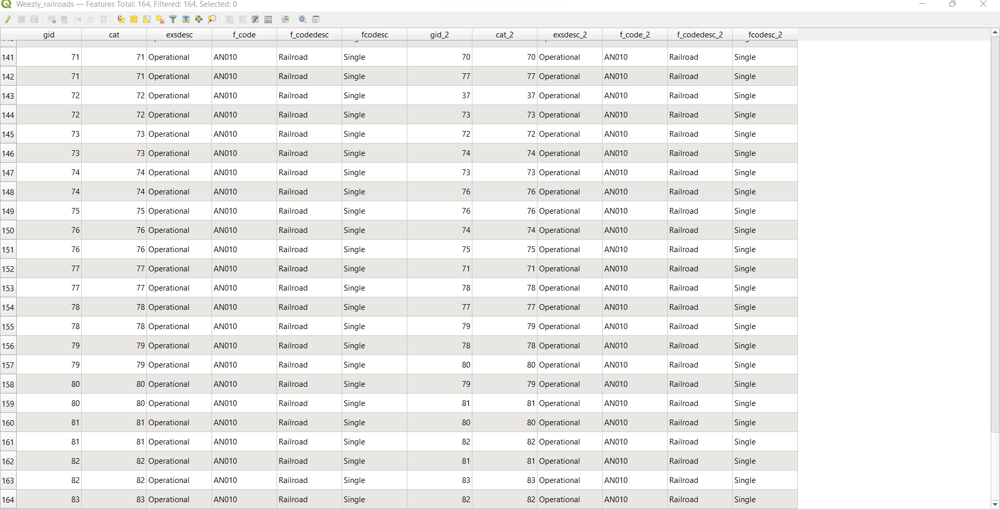 Weezly_railroads — Features Total: 164, Filtered: 164, Selected: 0
gid cat exsdesc f_code f_codedesc fcodesc gid_2 cat_2 exsdesc_2 f_code_2 f_codedesc_2 fcodesc_2
141 71 71 Operational AN010 Railroad Single 70 70 Operational AN010 Railroad Single
142 71 71 Operational AN010 Railroad Single 77 77 Operational AN010 Railroad Single
143 72 72 Operational AN010 Railroad Single 37 37 Operational AN010 Railroad Single
144 72 72 Operational AN010 Railroad Single 73 73 Operational AN010 Railroad Single
145 73 73 Operational AN010 Railroad Single 72 72 Operational AN010 Railroad Single
146 73 73 Operational AN010 Railroad Single 74 74 Operational AN010 Railroad Single
147 74 74 Operational AN010 Railroad Single 73 73 Operational AN010 Railroad Single
148 74 74 Operational AN010 Railroad Single 76 76 Operational AN010 Railroad Single
149 75 75 Operational AN010 Railroad Single 76 76 Operational AN010 Railroad Single
150 76 76 Operational AN010 Railroad Single 74 74 Operational AN010 Railroad Single
151 76 76 Operational AN010 Railroad Single 75 75 Operational AN010 Railroad Single
152 77 77 Operational AN010 Railroad Single 71 71 Operational AN010 Railroad Single
153 77 77 Operational AN010 Railroad Single 78 78 Operational AN010 Railroad Single
154 78 78 Operational AN010 Railroad Single 77 77 Operational AN010 Railroad Single
155 78 78 Operational AN010 Railroad Single 79 79 Operational AN010 Railroad Single
156 79 79 Operational AN010 Railroad Single 78 78 Operational AN010 Railroad Single
157 79 79 Operational AN010 Railroad Single 80 80 Operational AN010 Railroad Single
158 80 80 Operational AN010 Railroad Single 79 79 Operational AN010 Railroad Single
159 80 80 Operational AN010 Railroad Single 81 81 Operational AN010 Railroad Single
160 81 81 Operational AN010 Railroad Single 80 80 Operational AN010 Railroad Single
161 81 81 Operational AN010 Railroad Single 82 82 Operational AN010 Railroad Single
162 82 82 Operational AN010 Railroad Single 81 81 Operational AN010 Railroad Single
163 82 82 Operational AN010 Railroad Single 83 83 Operational AN010 Railroad Single
164 83 83 Operational AN010 Railroad Single 82 82 Operational AN010 Railroad Single